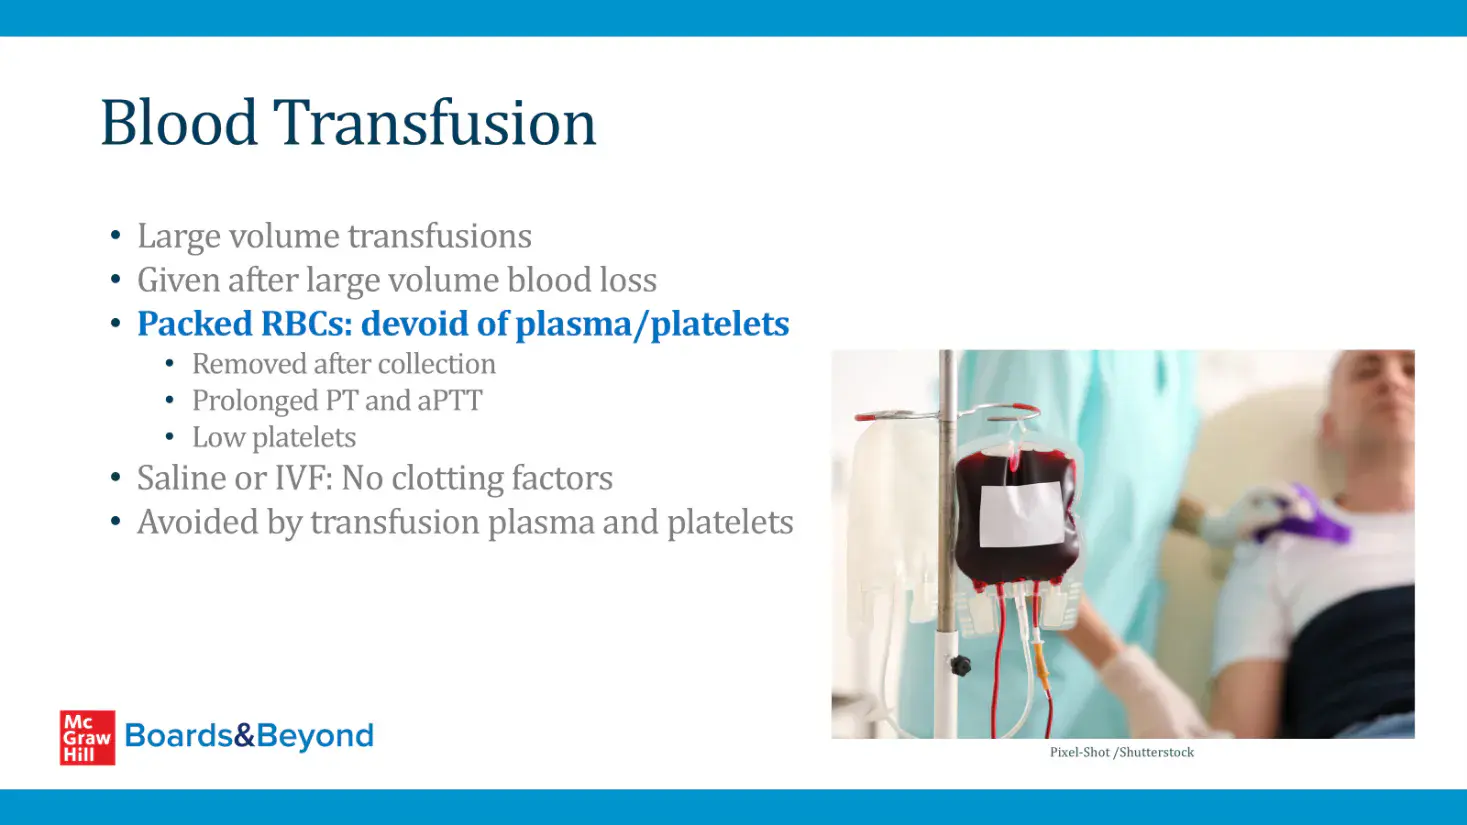 Blood Transfusion
• Large volume transfusions
• Given after large volume blood loss
• Packed RBCs: devoid of plasma/platelets
• Removed after collection
• Prolonged PT and aPTT
• Low platelets
• Saline or IVF: No clotting factors
• Avoided by transfusion plasma and platelets
Mc
Graw
Hill
Boards&Beyond
Pixel-Shot /Shutterstock